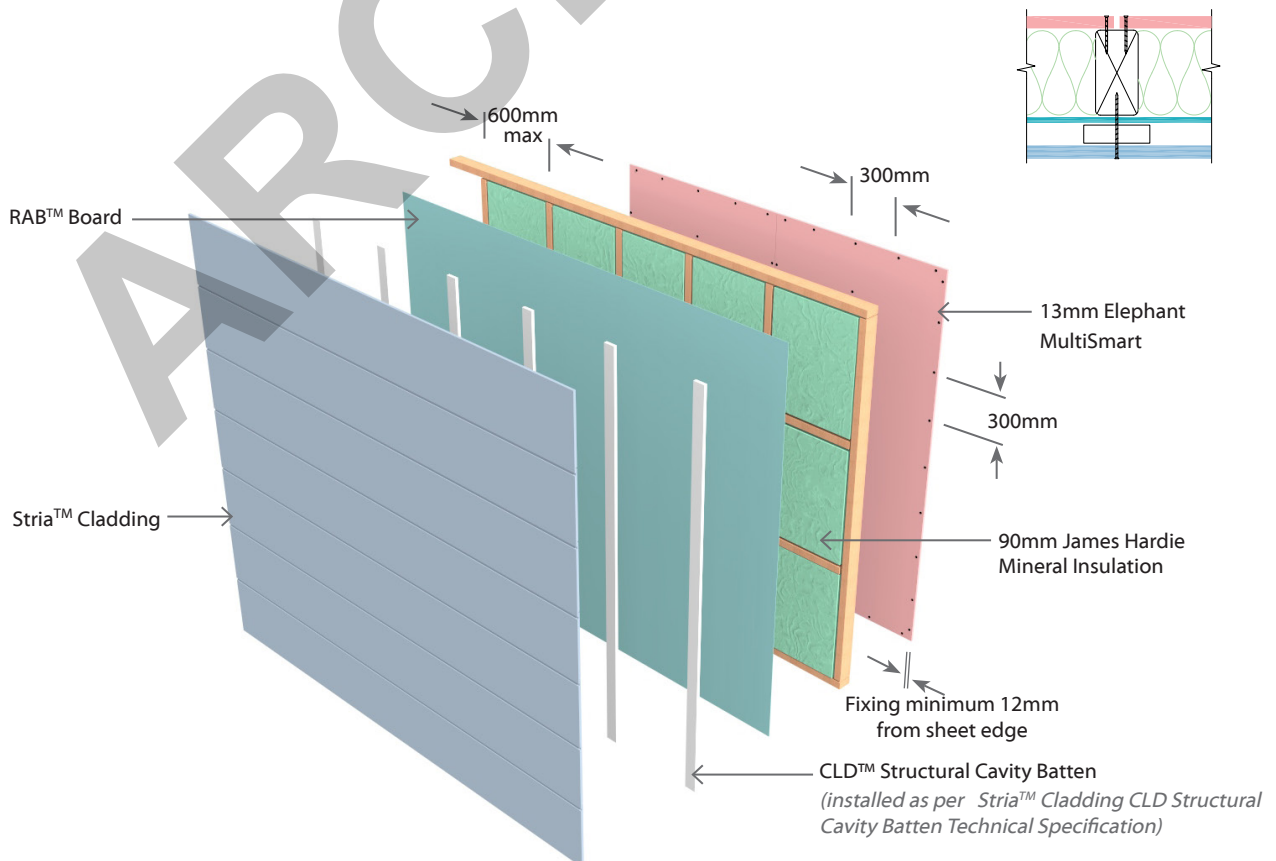 600mm
max
300mm
RAB™ Board
13mm Elephant
MultiSmart
300mm
Stria™ Cladding
90mm James Hardie
Mineral Insulation
Fixing minimum 12mm
from sheet edge
CLD™ Structural Cavity Batten
(installed as per Stria™ Cladding CLD Structural
Cavity Batten Technical Specification)
ARC